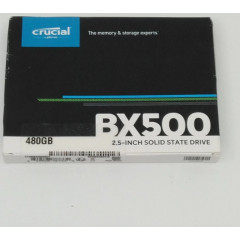 crucial
The memory & storage experts
BX500
480GB
2.5-INCH SOLID STATE DRIVE